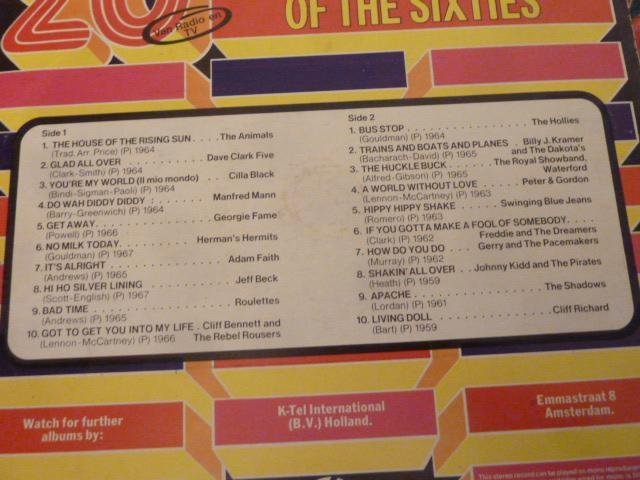 20
Van Radio en
TV
OF THE SIXTIES
Side 1
1. THE HOUSE OF THE RISING SUN . . . . The Animals
(Trad. Arr. Price) (P) 1964
2. GLAD ALL OVER . . . . . . . . . . . Dave Clark Five
(Clark-Smith) (P) 1964
3. YOU'RE MY WORLD (Il mio mondo) . . Cilla Black
(Bindi-Sigman-Paoli) (P) 1964
4. DO WAH DIDDY DIDDY . . . . . . . . Manfred Mann
(Barry-Greenwich) (P) 1964
5. GET AWAY. . . . . . . . . . . . . . Georgie Fame
(Powell) (P) 1966
6. NO MILK TODAY. . . . . . . . . . Herman's Hermits
(Gouldman) (P) 1967
7. IT'S ALRIGHT . . . . . . . . . . . . Adam Faith
(Andrews) (P) 1965
8. HI HO SILVER LINING . . . . . . . . . Jeff Beck
(Scott-English) (P) 1967
9. BAD TIME . . . . . . . . . . . . . . . Roulettes
(Andrews) (P) 1965
10. GOT TO GET YOU INTO MY LIFE . Cliff Bennett and
(Lennon-McCartney) (P) 1966 The Rebel Rousers
Side 2
1. BUS STOP . . . . . . . . . . . . . . . The Hollies
(Gouldman) (P) 1964
2. TRAINS AND BOATS AND PLANES . Billy J. Kramer
(Bacharach-David) (P) 1965 and The Dakota's
3. THE HUCKLE BUCK . . . . . The Royal Showband,
(Alfred-Gibson) (P) 1965 Waterford
4. A WORLD WITHOUT LOVE . . . . . Peter & Gordon
(Lennon-McCartney) (P) 1963
5. HIPPY HIPPY SHAKE . . . . . . Swinging Blue Jeans
(Romero) (P) 1963
6. IF YOU GOTTA MAKE A FOOL OF SOMEBODY. . . .
(Clark) (P) 1962 Freddie and The Dreamers
7. HOW DO YOU DO . . . . Gerry and The Pacemakers
(Murray) (P) 1962
8. SHAKIN' ALL OVER . . Johnny Kidd and The Pirates
(Heath) (P) 1959
9. APACHE . . . . . . . . . . . . . . . The Shadows
(Lordan) (P) 1961
10. LIVING DOLL . . . . . . . . . . . . . Cliff Richard
(Bart) (P) 1959
Watch for further
albums by:
K-Tel International
(B.V.) Holland.
Emmastraat 8
Amsterdam.
This stereo record can be played on mono